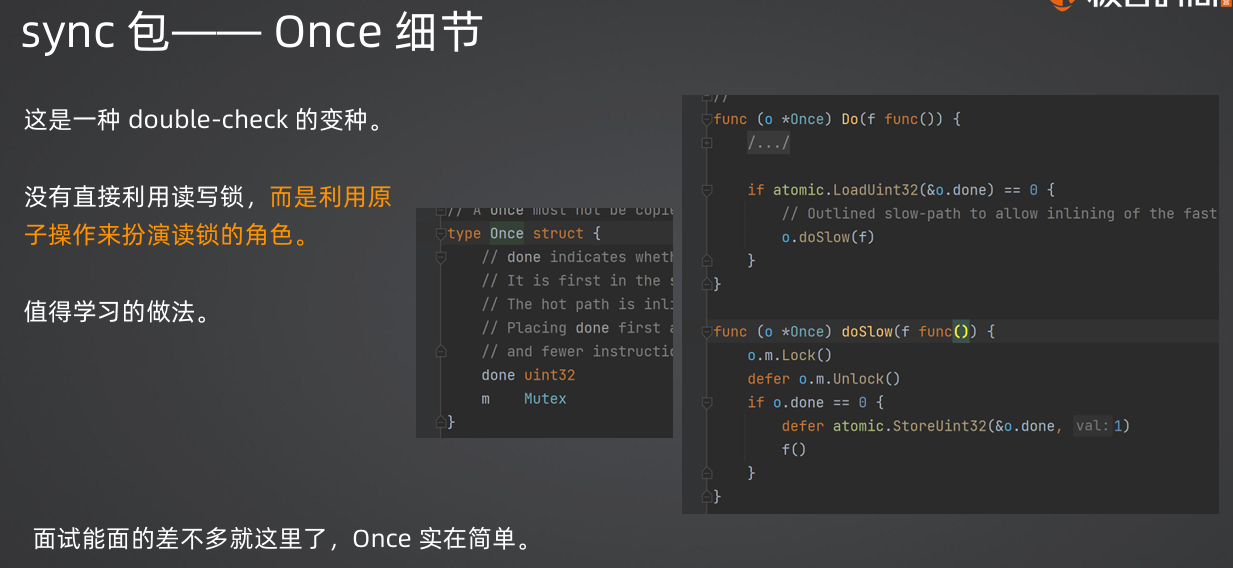 sync 包—— Once 细节
这是一种 double-check 的变种。
没有直接利用读写锁，而是利用原
子操作来扮演读锁的角色。
值得学习的做法。
// A Once must not be copie
type Once struct {
// done indicates wheth
// It is first in the s
// The hot path is inli
// Placing done first a
// and fewer instructio
done uint32
m    Mutex
}
//
func (o *Once) Do(f func()) {
/.../
if atomic.LoadUint32(&o.done) == 0 {
// Outlined slow-path to allow inlining of the fast
o.doSlow(f)
}
}
func (o *Once) doSlow(f func()) {
o.m.Lock()
defer o.m.Unlock()
if o.done == 0 {
defer atomic.StoreUint32(&o.done, val: 1)
f()
}
}
面试能面的差不多就这里了，Once 实在简单。